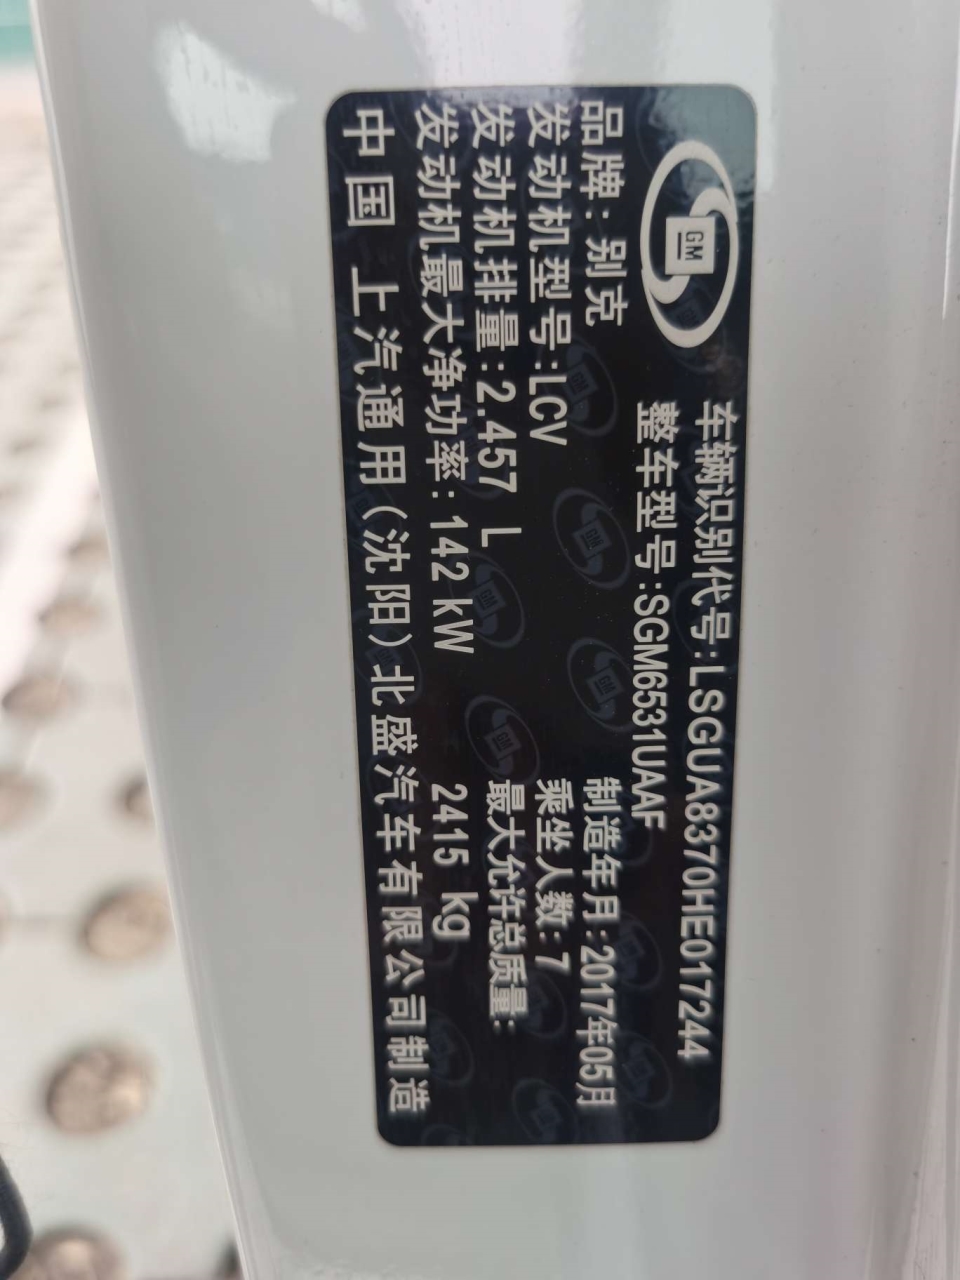 GM
车辆识别代号:LSGUA8370HE017244
整车型号:SGM6531UAAF
品牌:别克
制造年月:2017年05月
发动机型号:LCV
乘坐人数:7
发动机排量:2.457 L
最大允许总质量:
发动机最大净功率:142 kW
2415 kg
中国 上汽通用(沈阳)北盛汽车有限公司制造